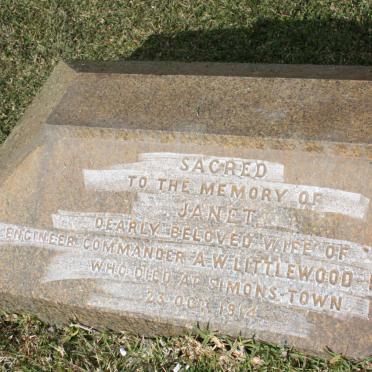 SACRED
TO THE MEMORY OF
JANET,
DEARLY BELOVED WIFE OF
ENGINEER COMMANDER A.W. LITTLEWOOD
WHO DIED AT SIMONS TOWN
23 OCT. 1914